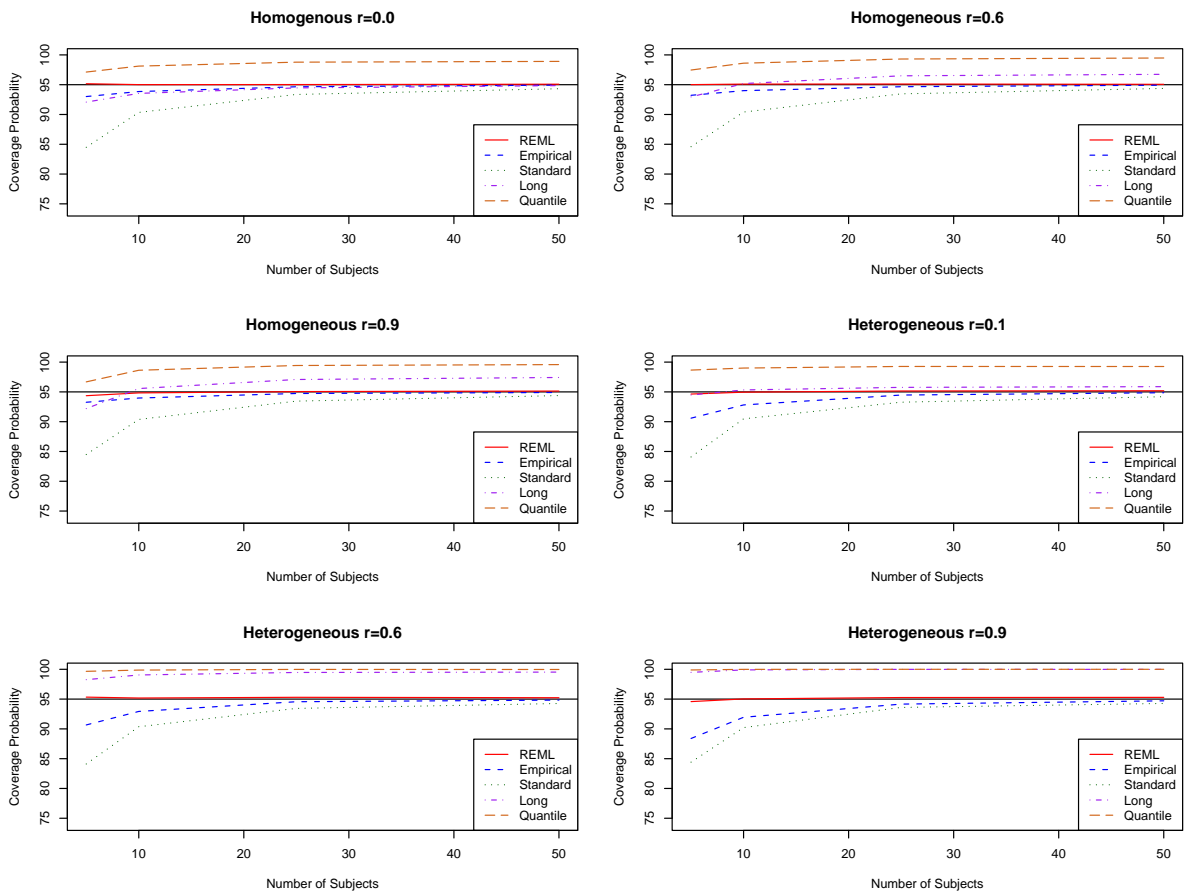 Homogenous r=0.0
Coverage Probability
75 80 85 90 95 100
REML
Empirical
Standard
Long
Quantile
10 20 30 40 50
Number of Subjects
Homogeneous r=0.6
Coverage Probability
75 80 85 90 95 100
REML
Empirical
Standard
Long
Quantile
10 20 30 40 50
Number of Subjects
Homogeneous r=0.9
Coverage Probability
75 80 85 90 95 100
REML
Empirical
Standard
Long
Quantile
10 20 30 40 50
Number of Subjects
Heterogeneous r=0.1
Coverage Probability
75 80 85 90 95 100
REML
Empirical
Standard
Long
Quantile
10 20 30 40 50
Number of Subjects
Heterogeneous r=0.6
Coverage Probability
75 80 85 90 95 100
REML
Empirical
Standard
Long
Quantile
10 20 30 40 50
Number of Subjects
Heterogeneous r=0.9
Coverage Probability
75 80 85 90 95 100
REML
Empirical
Standard
Long
Quantile
10 20 30 40 50
Number of Subjects